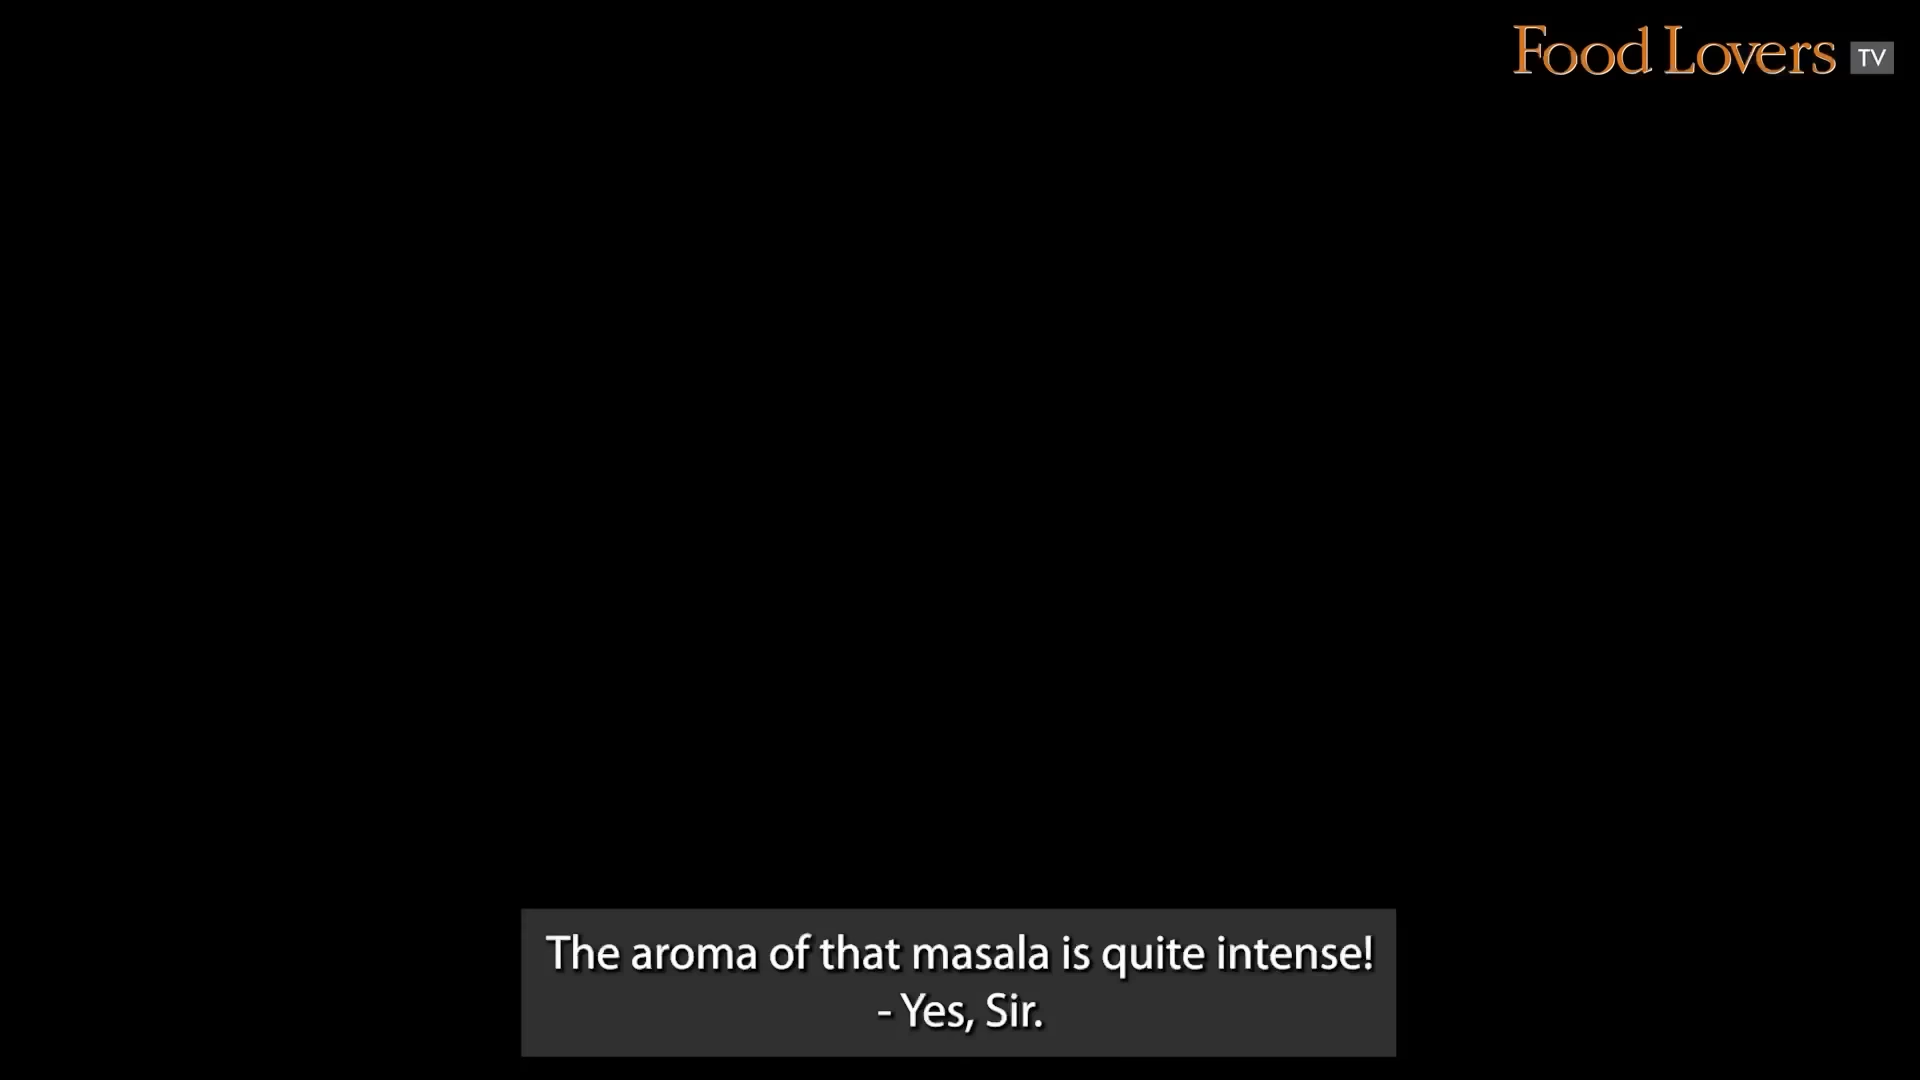 Food Lovers TV
The aroma of that masala is quite intense!
- Yes, Sir.